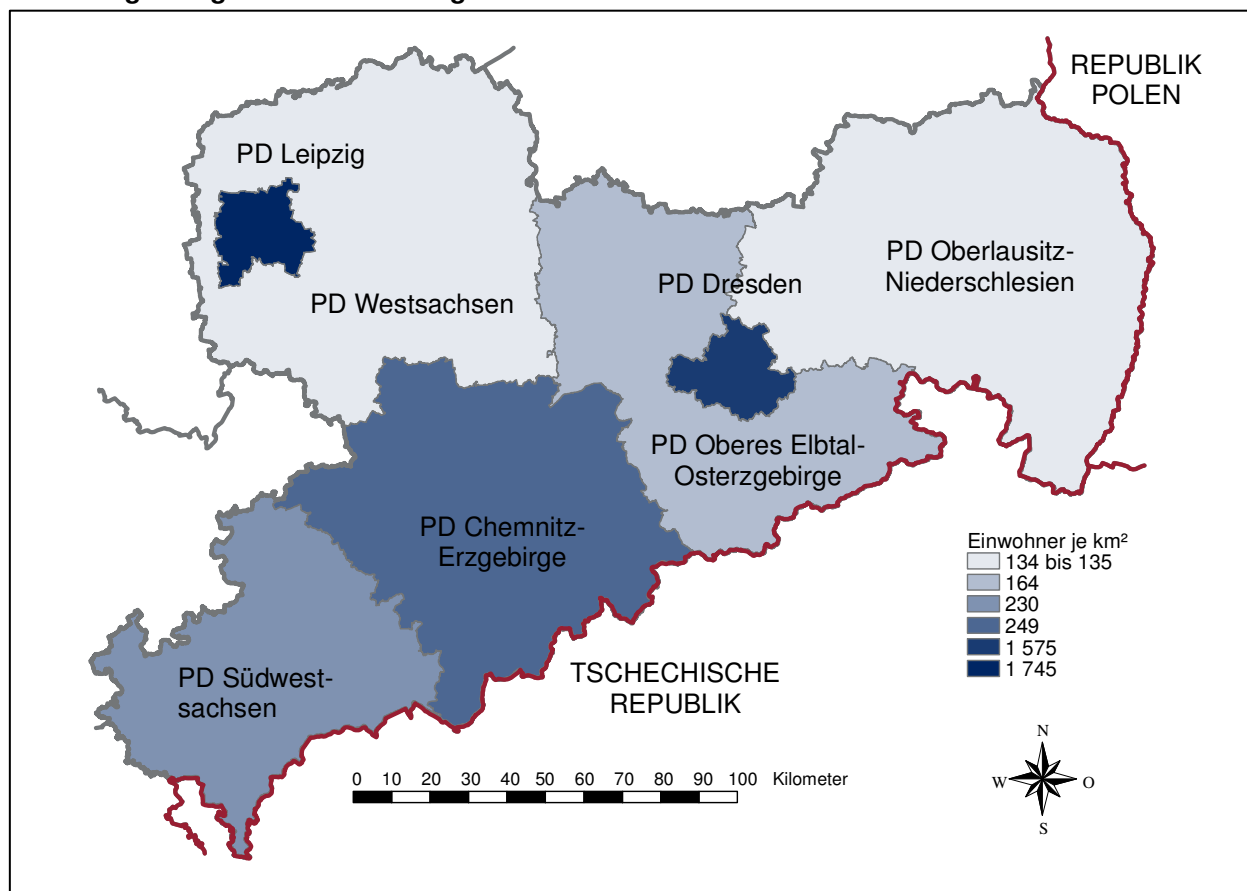 REPUBLIK
POLEN
PD Leipzig
PD Oberlausitz-
Niederschlesien
PD Dresden
PD Westsachsen
PD Oberes Elbtal-
Osterzgebirge
PD Chemnitz-
Erzgebirge
Einwohner je km²
134 bis 135
164
230
249
1 575
1 745
PD Südwest-
sachsen
TSCHECHISCHE
REPUBLIK
0 10 20 30 40 50 60 70 80 90 100 Kilometer
N
W O
S